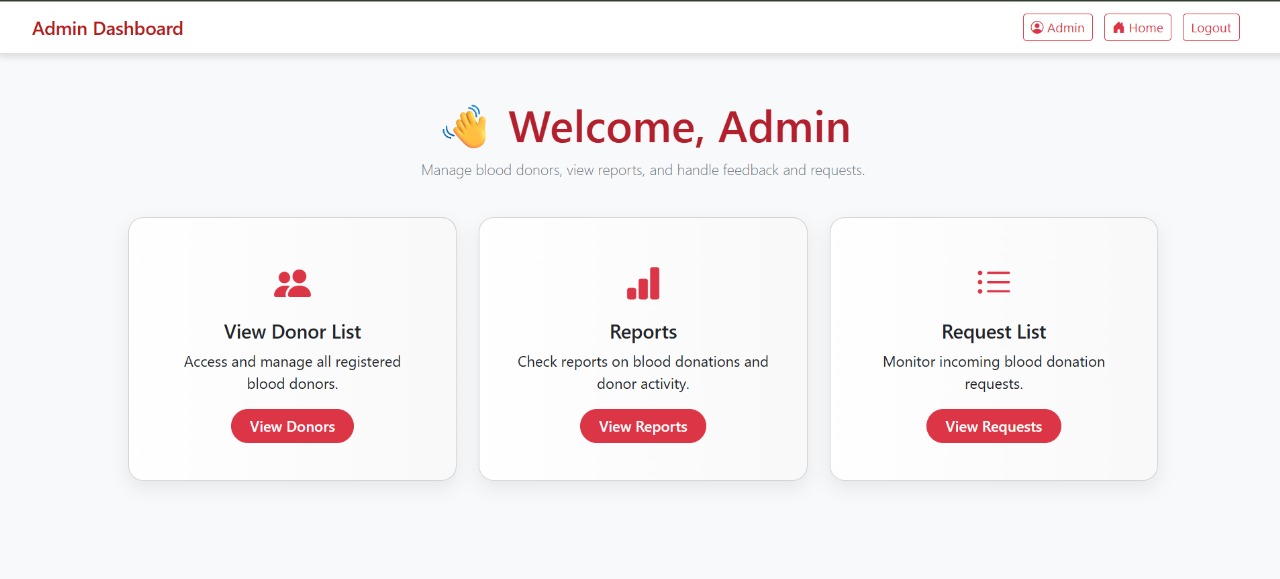 Admin Dashboard
Admin
Home
Logout
Welcome, Admin
Manage blood donors, view reports, and handle feedback and requests.
View Donor List
Access and manage all registered
blood donors.
View Donors
Reports
Check reports on blood donations and
donor activity.
View Reports
Request List
Monitor incoming blood donation
requests.
View Requests